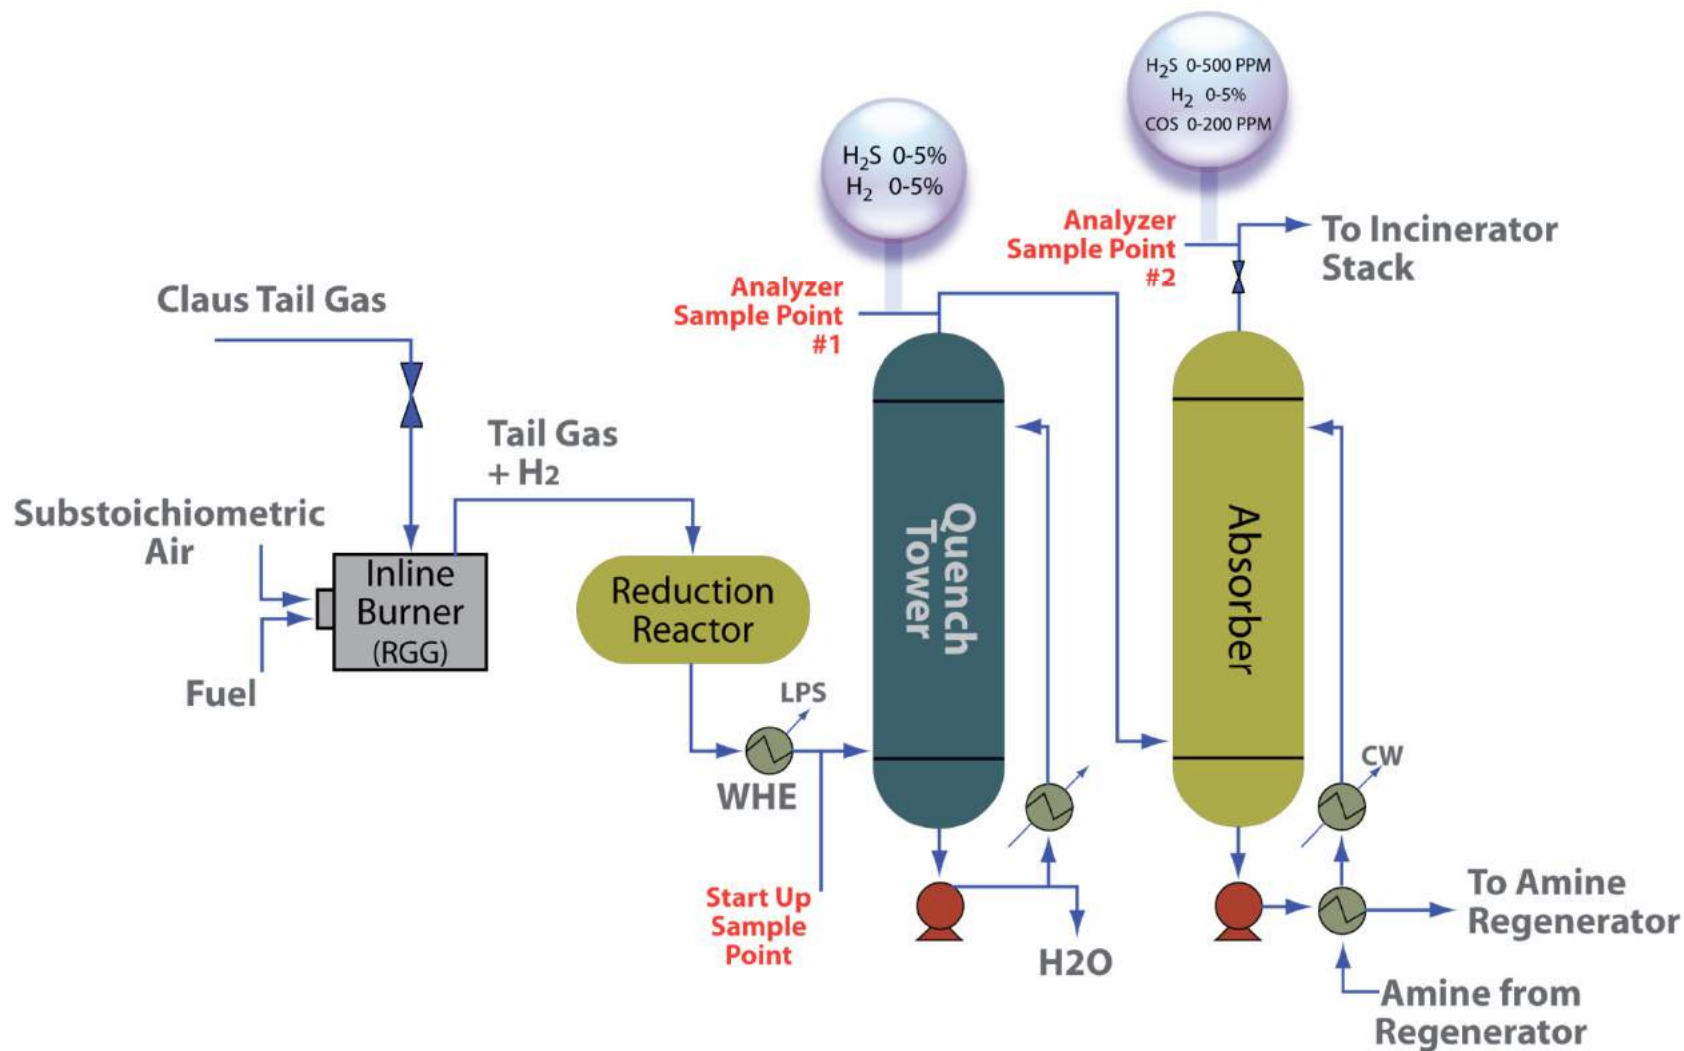 H₂S 0-500 PPM
H₂ 0-5%
COS 0-200 PPM
H₂S 0-5%
H₂ 0-5%
Analyzer
Sample Point
#2
To Incinerator
Stack
Analyzer
Sample Point
#1
Claus Tail Gas
Tail Gas
+ H2
Substoichiometric
Air
Inline
Burner
(RGG)
Fuel
Reduction
Reactor
LPS
WHE
Start Up
Sample
Point
Quench
Tower
H2O
Absorber
CW
To Amine
Regenerator
Amine from
Regenerator